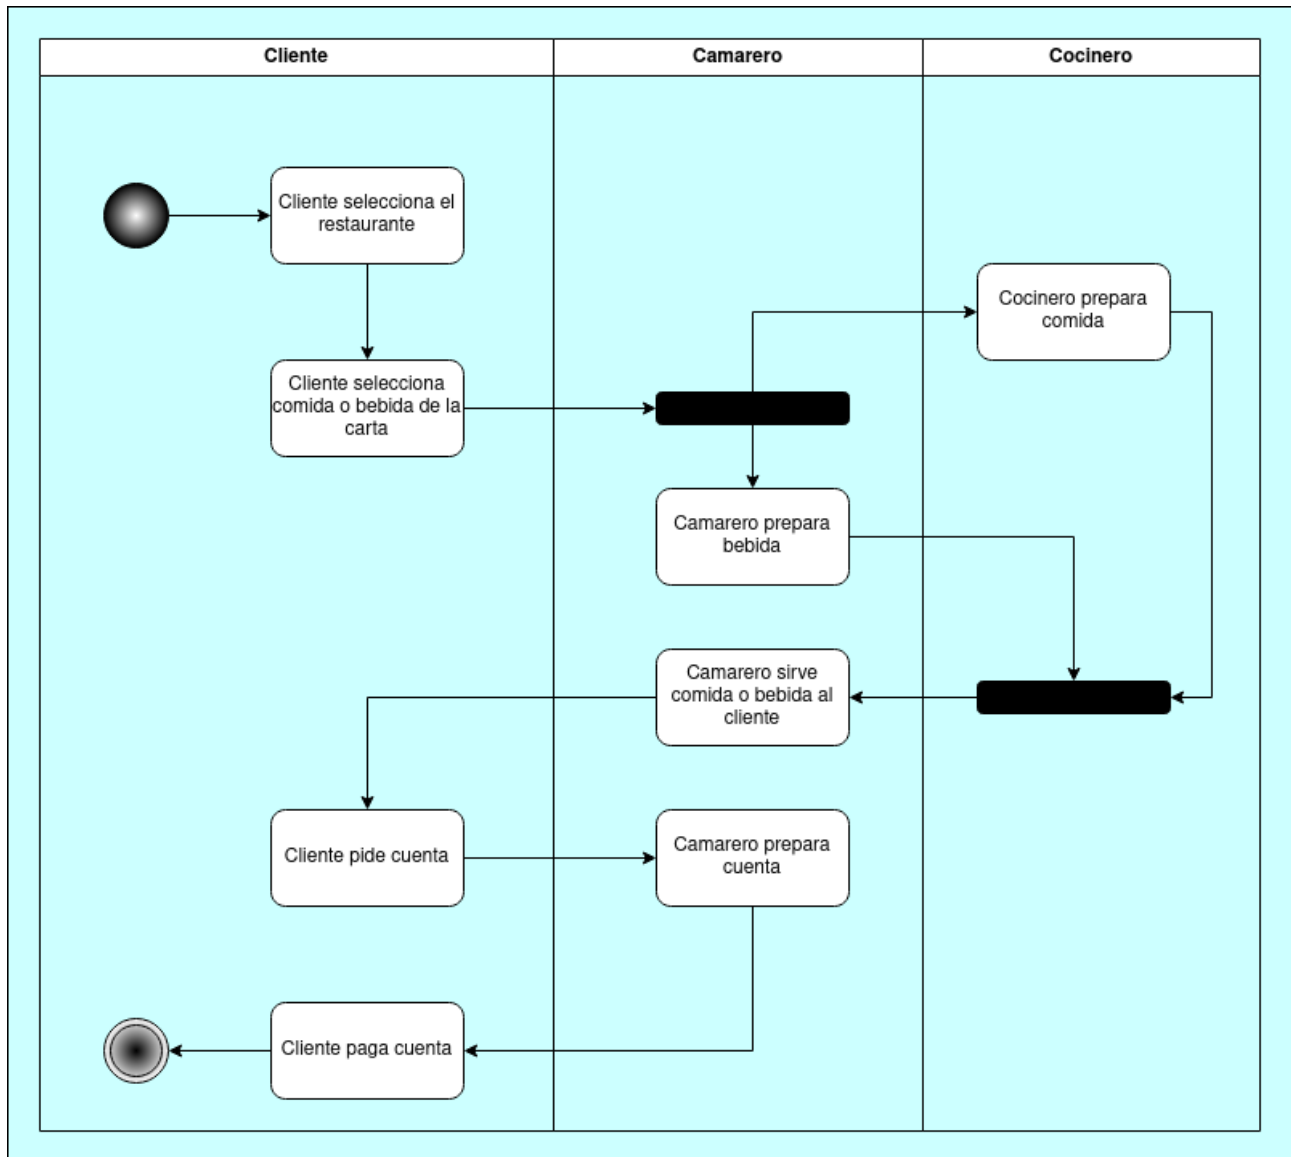 Cliente
Camarero
Cocinero
Cliente selecciona el
restaurante
Cliente selecciona
comida o bebida de la
carta
Cocinero prepara
comida
Camarero prepara
bebida
Camarero sirve
comida o bebida al
cliente
Cliente pide cuenta
Camarero prepara
cuenta
Cliente paga cuenta